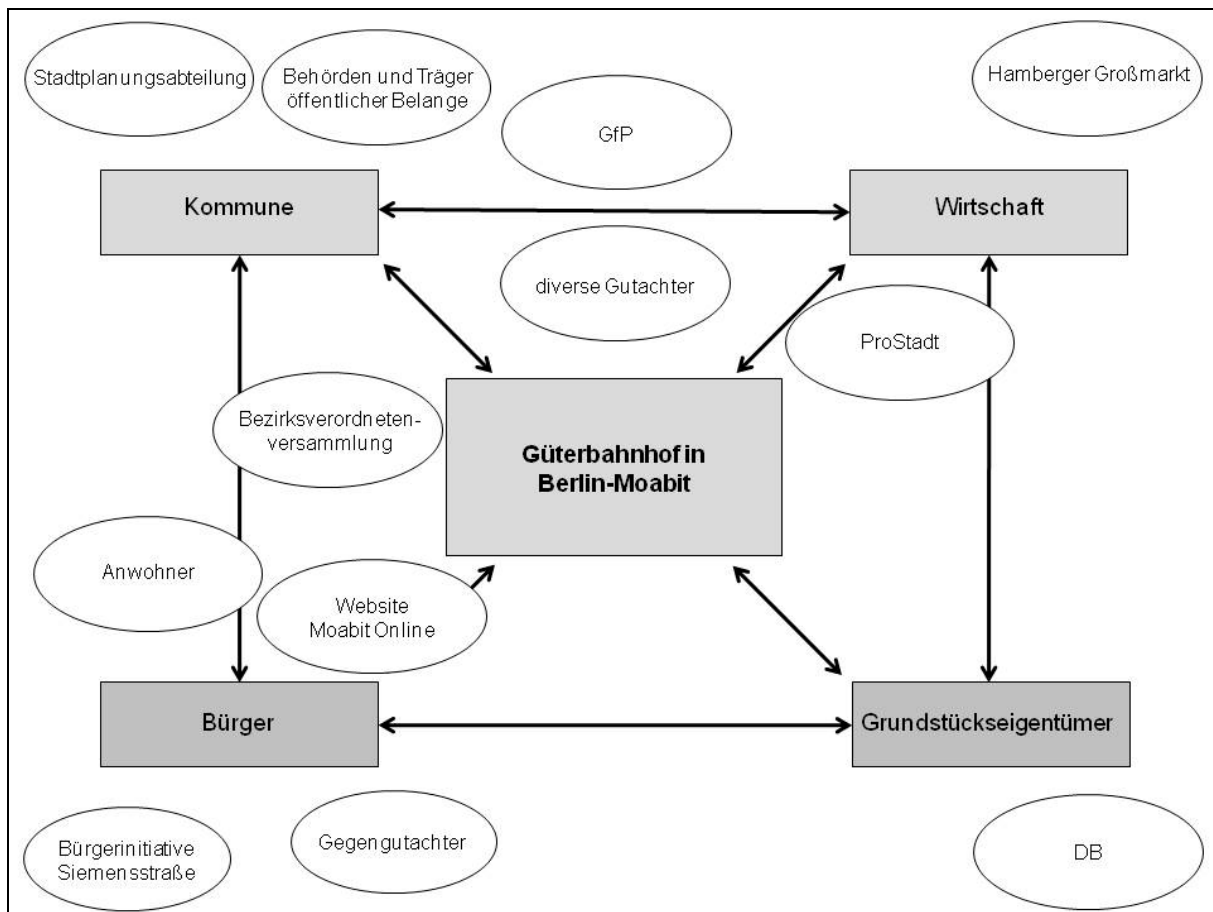 Stadtplanungsabteilung
Behörden und Träger
öffentlicher Belange
Hamberger Großmarkt
GfP
Kommune
Wirtschaft
diverse Gutachter
ProStadt
Bezirksverordneten-
versammlung
Güterbahnhof in
Berlin-Moabit
Anwohner
Website
Moabit Online
Bürger
Grundstückseigentümer
Bürgerinitiative
Siemensstraße
Gegengutachter
DB